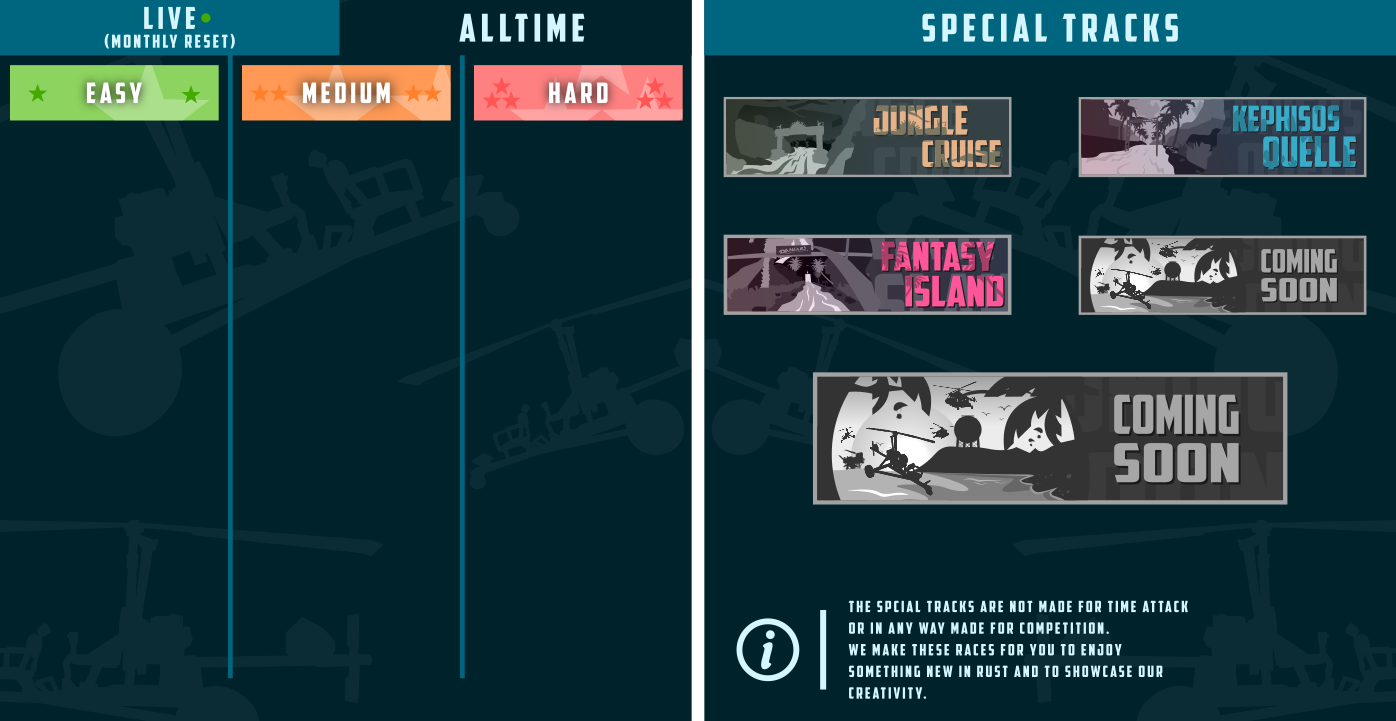 LIVE
(MONTHLY RESET)
ALLTIME
EASY
MEDIUM
HARD
SPECIAL TRACKS
JUNGLE
CRUISE
KEPHISOS
QUELLE
FANTASY
ISLAND
COMING
SOON
COMING
SOON
THE SPCIAL TRACKS ARE NOT MADE FOR TIME ATTACK
OR IN ANY WAY MADE FOR COMPETITION.
WE MAKE THESE RACES FOR YOU TO ENJOY
SOMETHING NEW IN RUST AND TO SHOWCASE OUR
CREATIVITY.